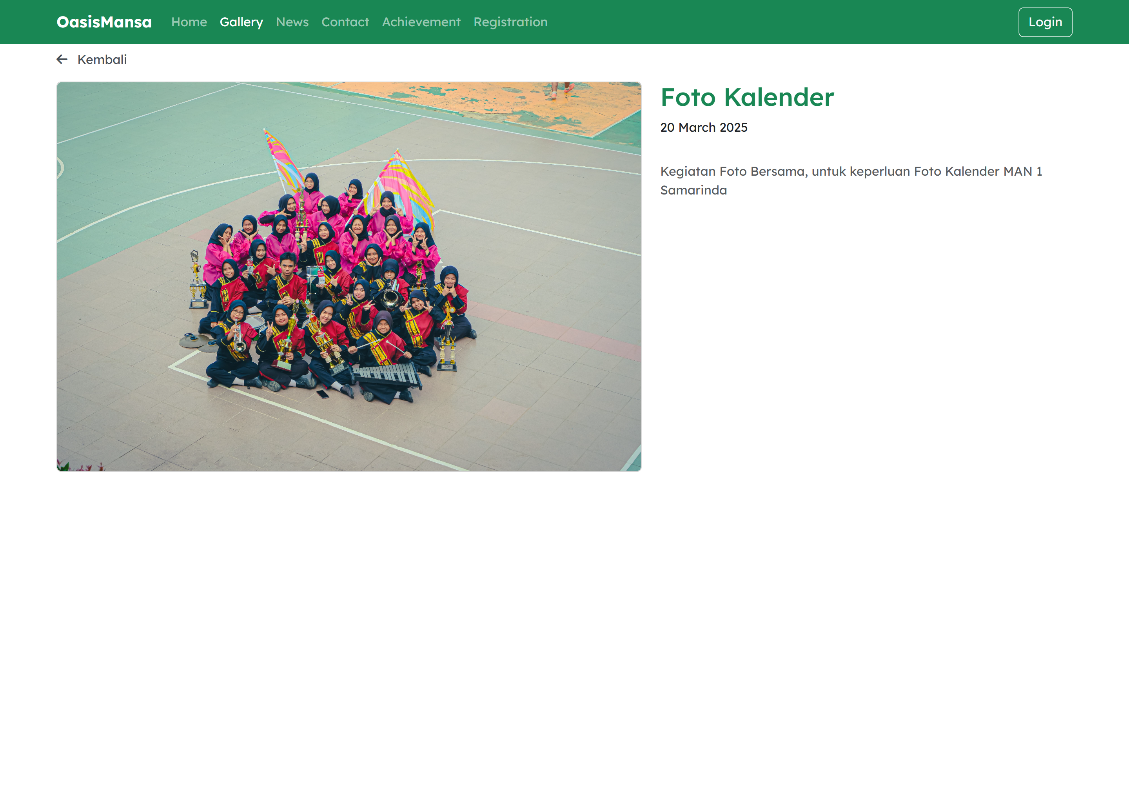 OasisMansa Home Gallery News Contact Achievement Registration Login
← Kembali
Foto Kalender
20 March 2025
Kegiatan Foto Bersama, untuk keperluan Foto Kalender MAN 1
Samarinda